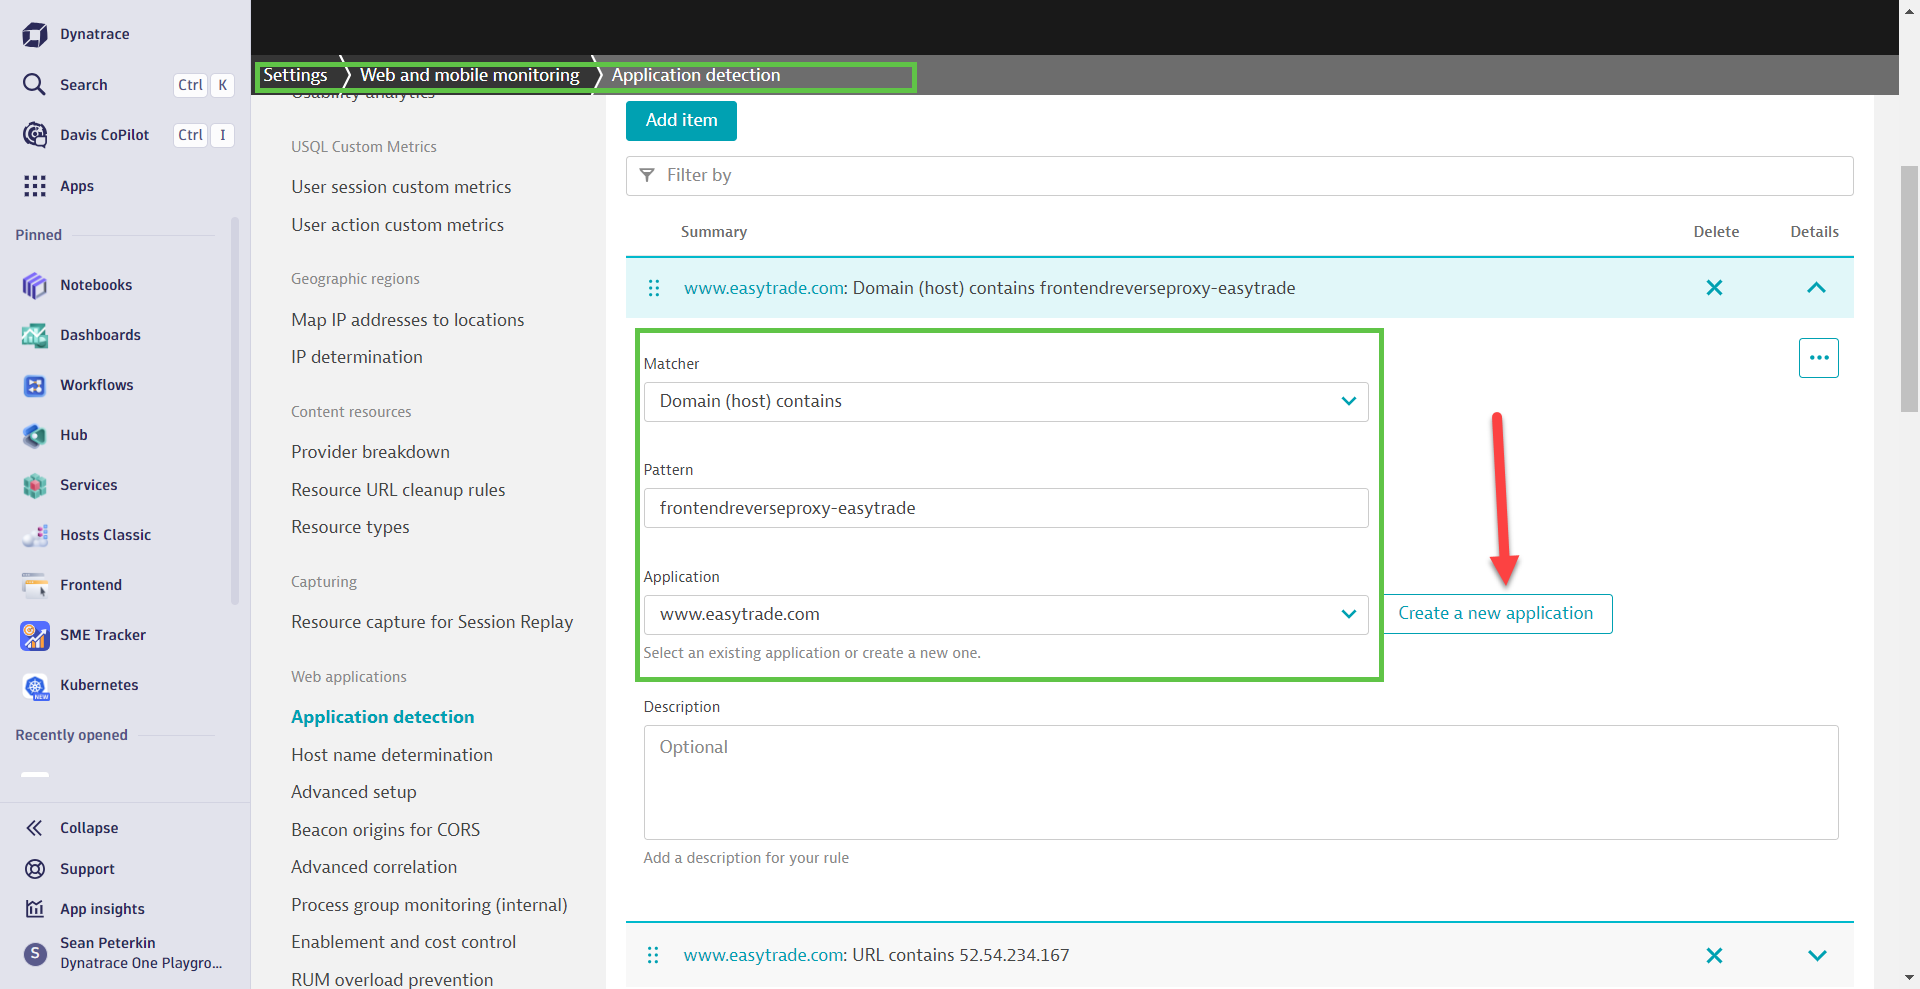 Dynatrace
Search Ctrl K
Davis CoPilot Ctrl I
Apps
Pinned
Notebooks
Dashboards
Workflows
Hub
Services
Hosts Classic
Frontend
SME Tracker
Kubernetes
NEW
Recently opened
Collapse
Support
App insights
S
Sean Peterkin
Dynatrace One Playgro...
Settings Web and mobile monitoring Application detection
Usability analytics
USQL Custom Metrics
User session custom metrics
User action custom metrics
Geographic regions
Map IP addresses to locations
IP determination
Content resources
Provider breakdown
Resource URL cleanup rules
Resource types
Capturing
Resource capture for Session Replay
Web applications
Application detection
Host name determination
Advanced setup
Beacon origins for CORS
Advanced correlation
Process group monitoring (internal)
Enablement and cost control
RUM overload prevention
Add item
Filter by
Summary Delete Details
www.easytrade.com: Domain (host) contains frontendreverseproxy-easytrade
Matcher
Domain (host) contains
Pattern
frontendreverseproxy-easytrade
Application
www.easytrade.com
Create a new application
Select an existing application or create a new one.
Description
Optional
Add a description for your rule
www.easytrade.com: URL contains 52.54.234.167